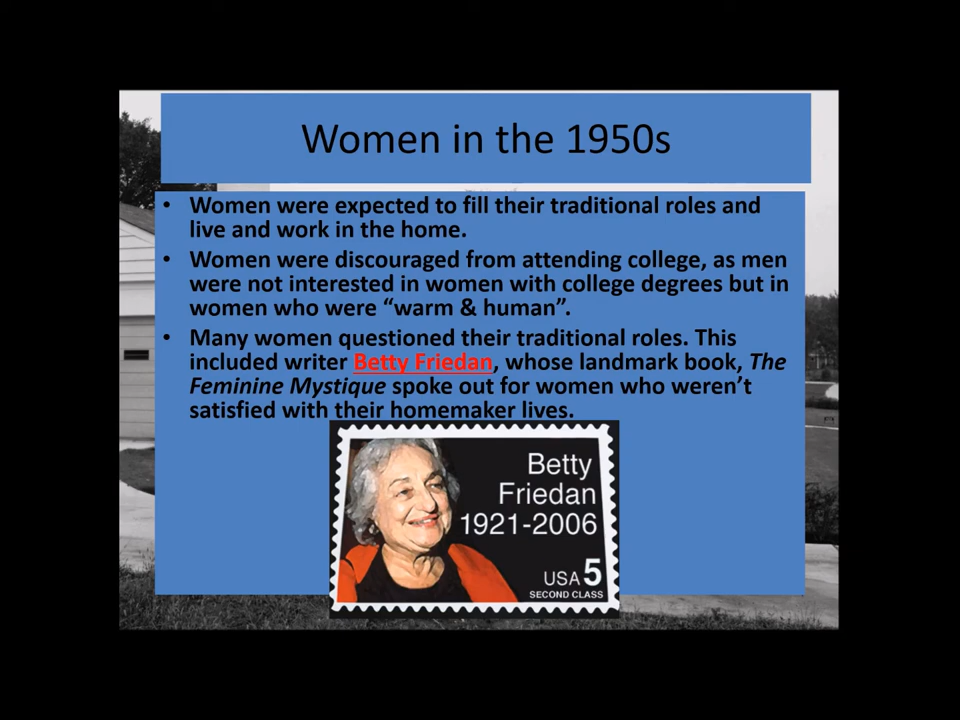 Women in the 1950s
• Women were expected to fill their traditional roles and
live and work in the home.
• Women were discouraged from attending college, as men
were not interested in women with college degrees but in
women who were “warm & human”.
• Many women questioned their traditional roles. This
included writer Betty Friedan, whose landmark book, The
Feminine Mystique spoke out for women who weren’t
satisfied with their homemaker lives.
Betty
Friedan
1921-2006
USA 5
SECOND CLASS